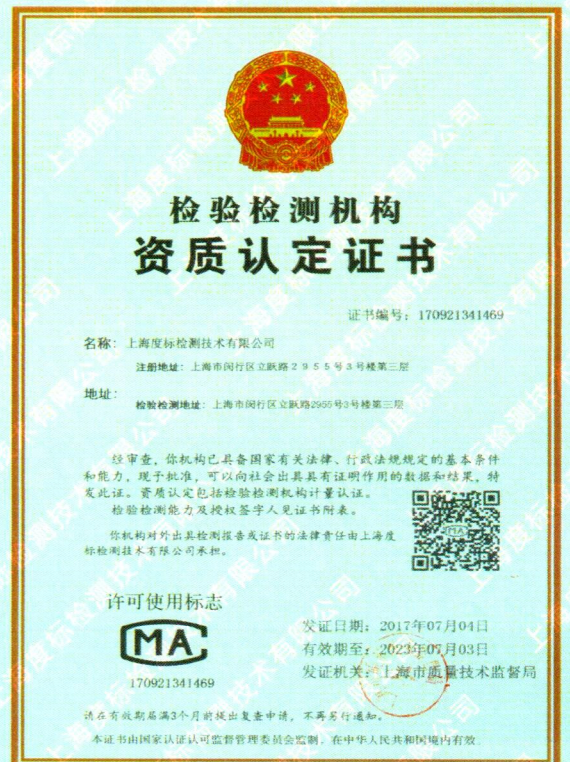 检验检测机构
资质认定证书
证书编号：170921341469
名称：上海度标检测技术有限公司
注册地址：上海市闵行区立跃路２９５５号３号楼第三层
地址：
检验检测地址：上海市闵行区立跃路2955号3号楼第三层
经审查，你机构已具备国家有关法律、行政法规规定的基本条件
和能力，现予批准，可以向社会出具具有证明作用的数据和结果，特
发此证。资质认定包括检验检测机构计量认证。
检验检测能力及授权签字人见证书附表。
你机构对外出具检测报告或证书的法律责任由上海度
标检测技术有限公司承担。
许可使用标志
MA
170921341469
发证日期：2017年07月04日
有效期至：2023年07月03日
发证机关：上海市质量技术监督局
请在有效期届满3个月前提出复查申请，不再另行通知。
本证书由国家认证认可监督管理委员会监制，在中华人民共和国境内有效。